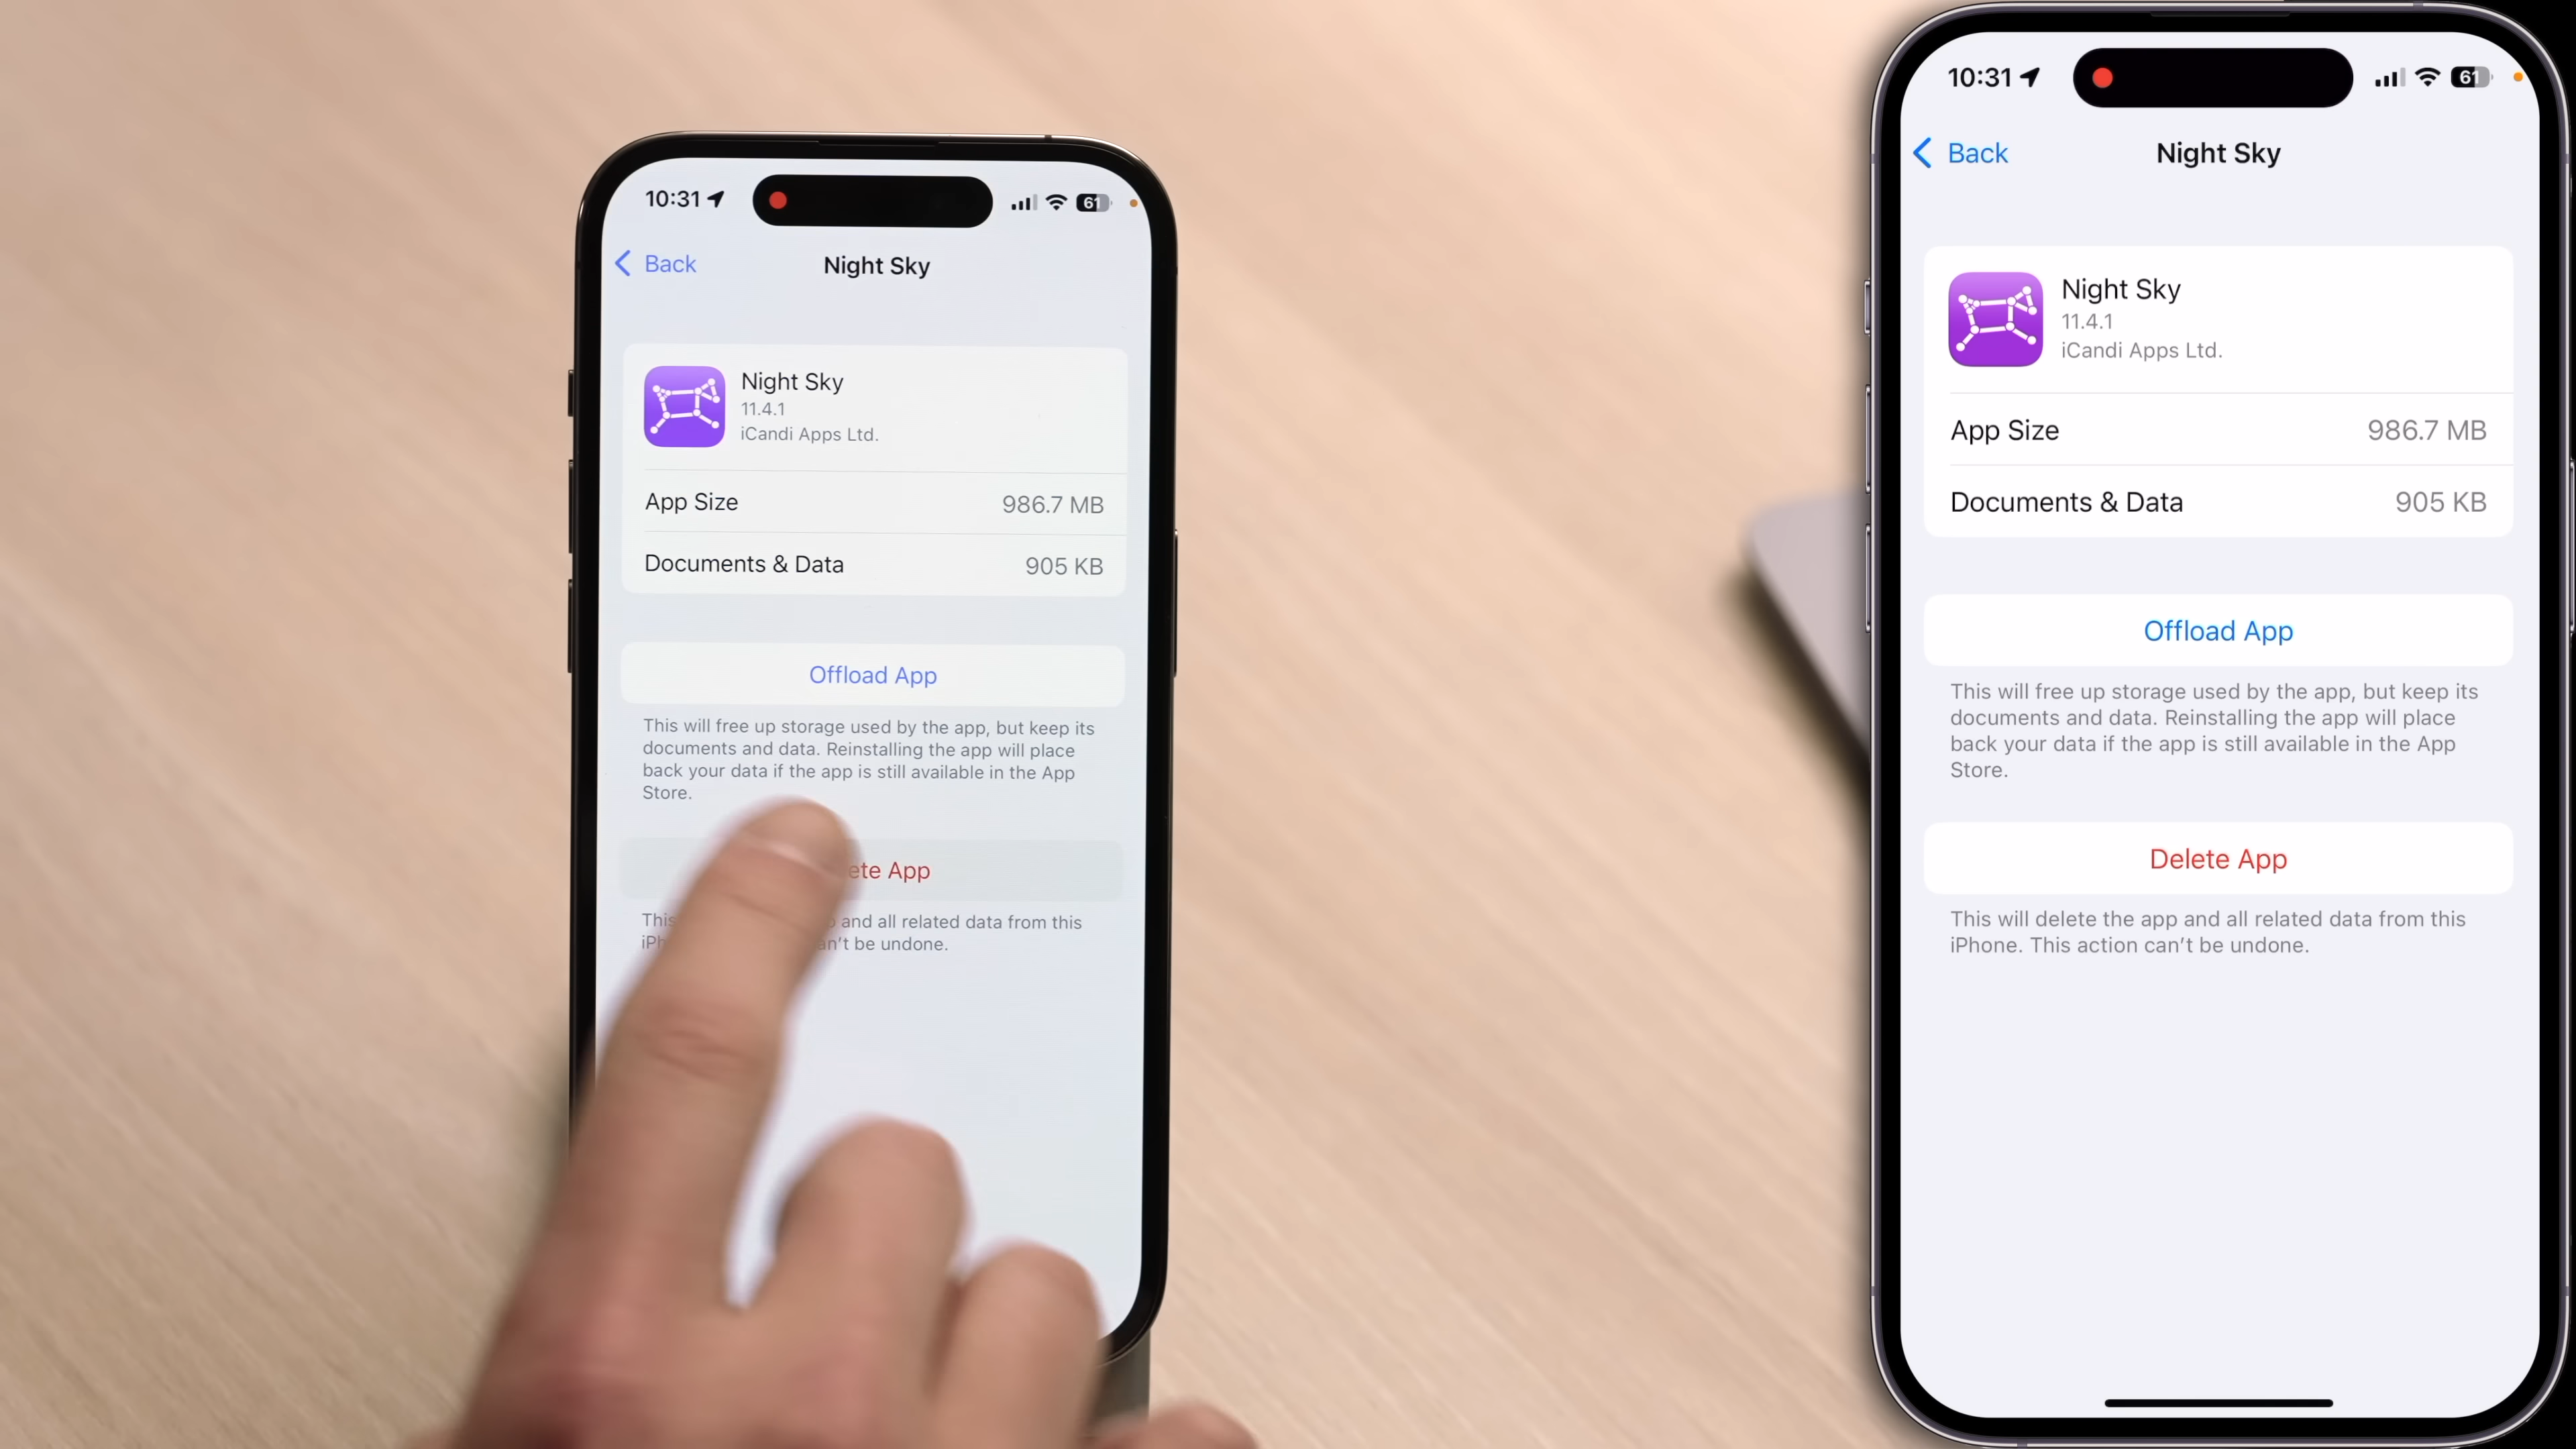 10:31
61
Back
Night Sky
Night Sky
11.4.1
iCandi Apps Ltd.
App Size 986.7 MB
Documents & Data 905 KB
Offload App
This will free up storage used by the app, but keep its
documents and data. Reinstalling the app will place
back your data if the app is still available in the App
Store.
ete App
This and all related data from this
an't be undone.
10:31
61
Back
Night Sky
Night Sky
11.4.1
iCandi Apps Ltd.
App Size 986.7 MB
Documents & Data 905 KB
Offload App
This will free up storage used by the app, but keep its
documents and data. Reinstalling the app will place
back your data if the app is still available in the App
Store.
Delete App
This will delete the app and all related data from this
iPhone. This action can't be undone.